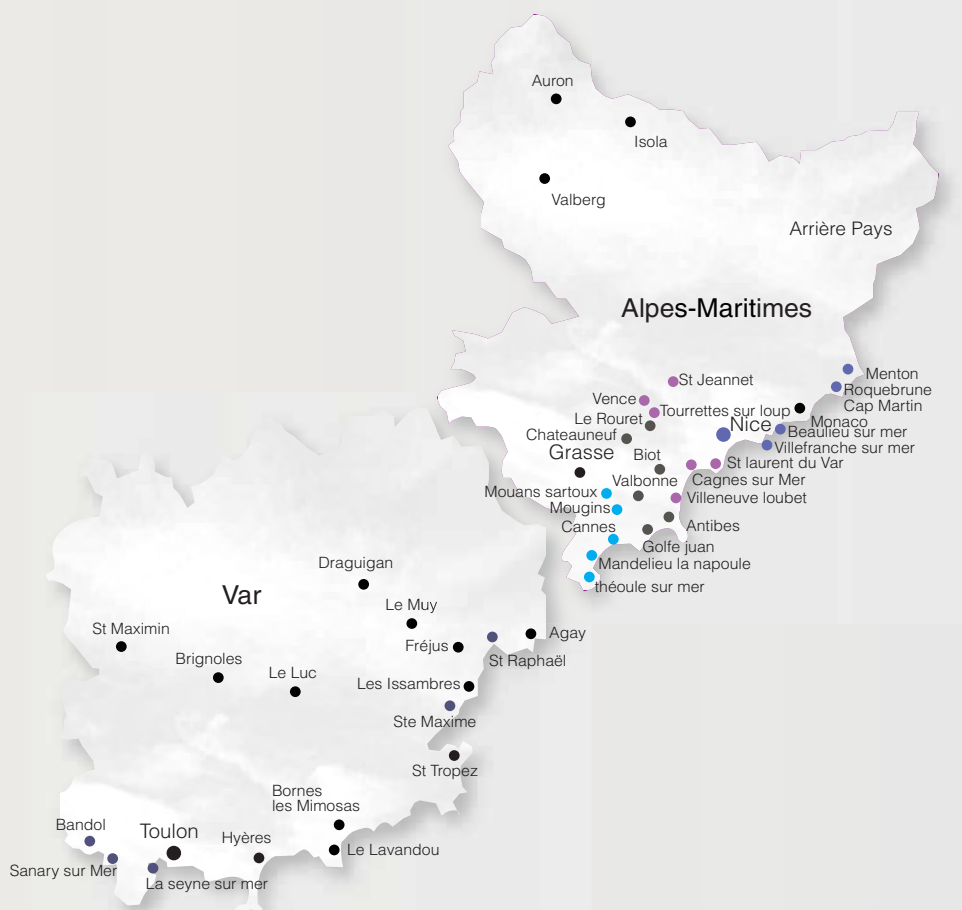 Auron
Isola
Valberg
Arrière Pays
Alpes-Maritimes
Menton
Roquebrune
Cap Martin
St Jeannet
Vence
Tourrettes sur loup
Le Rouret
Monaco
Nice
Beaulieu sur mer
Chateauneuf
Villefranche sur mer
Grasse
Biot
St laurent du Var
Valbonne
Cagnes sur Mer
Mouans sartoux
Villeneuve loubet
Mougins
Cannes
Antibes
Golfe juan
Mandelieu la napoule
théoule sur mer
Draguigan
Var
Le Muy
St Maximin
Agay
Fréjus
St Raphaël
Brignoles
Le Luc
Les Issambres
Ste Maxime
St Tropez
Bornes
les Mimosas
Bandol
Toulon
Hyères
Le Lavandou
Sanary sur Mer
La seyne sur mer